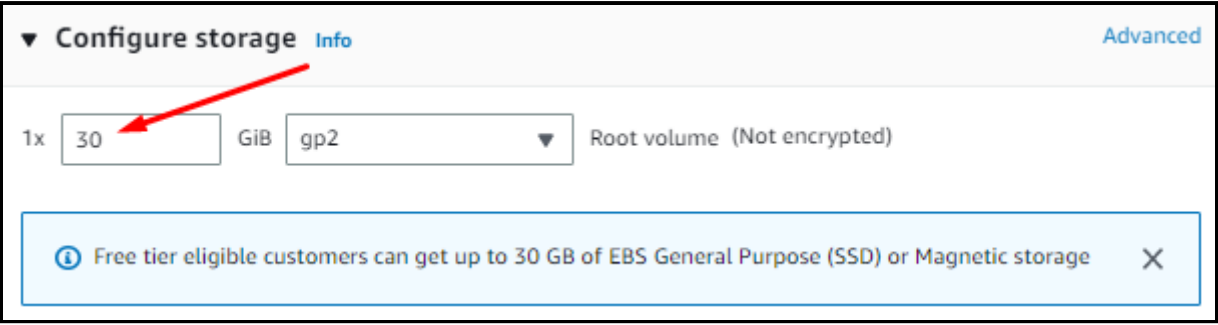 Configure storage Info Advanced
1x 30 GiB gp2 Root volume (Not encrypted)
Free tier eligible customers can get up to 30 GB of EBS General Purpose (SSD) or Magnetic storage